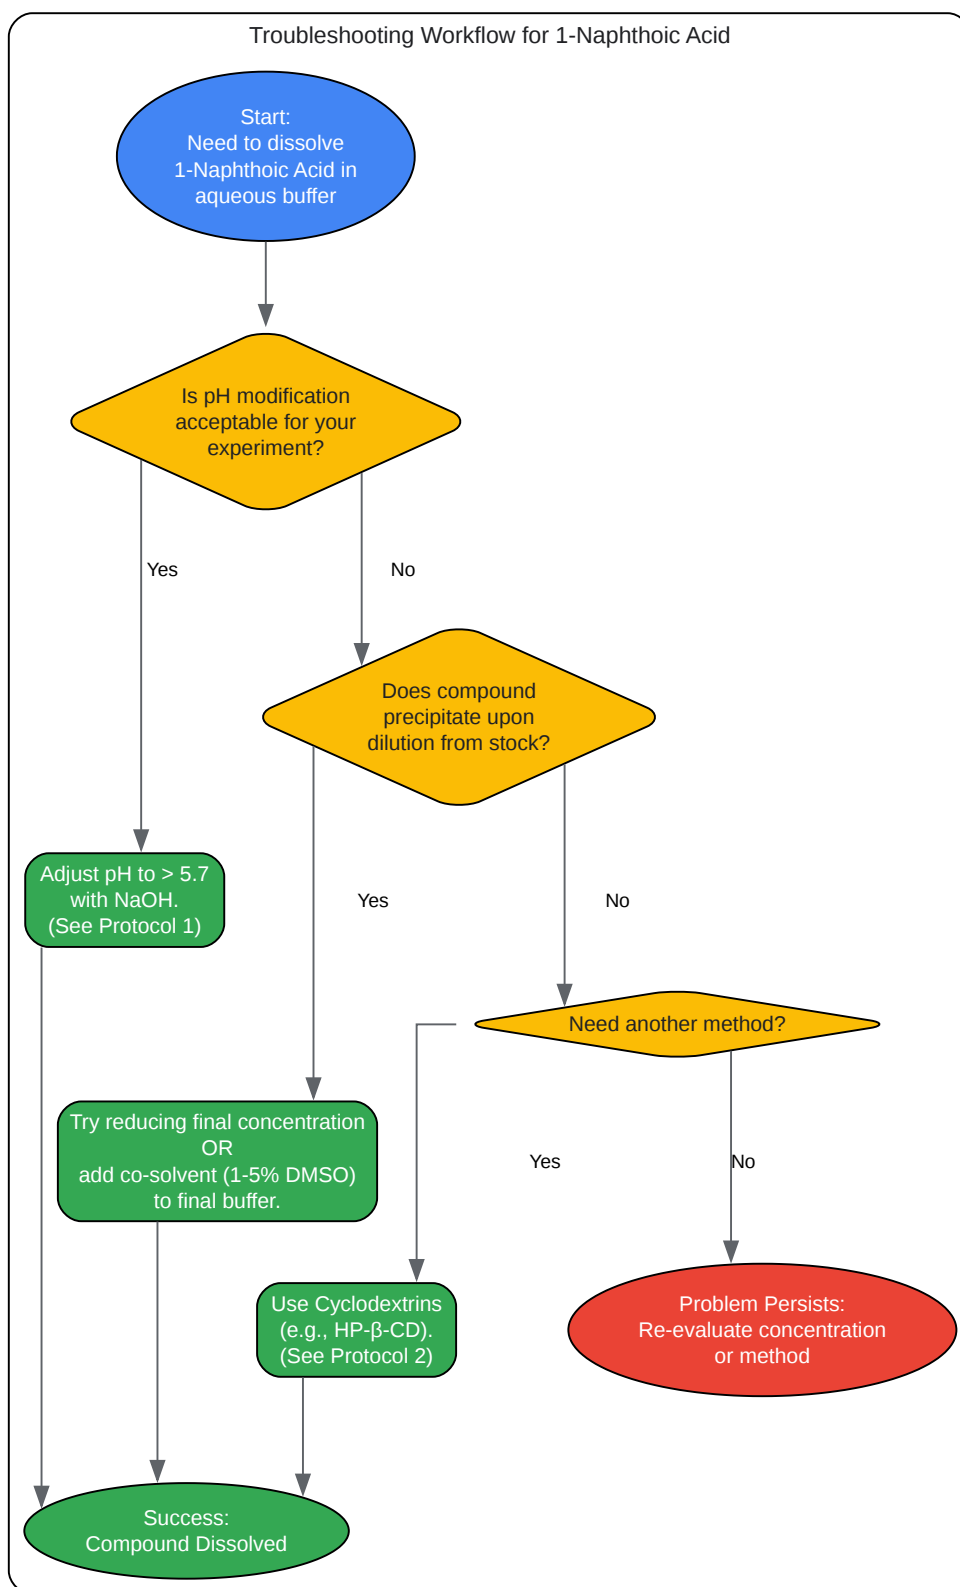 Troubleshooting Workflow for 1-Naphthoic Acid
Start:
Need to dissolve
1-Naphthoic Acid in
aqueous buffer
Is pH modification
acceptable for your
experiment?
Yes
No
Does compound
precipitate upon
dilution from stock?
Adjust pH to > 5.7
with NaOH.
(See Protocol 1)
Yes
No
Need another method?
Try reducing final concentration
OR
add co-solvent (1-5% DMSO)
to final buffer.
Yes
No
Use Cyclodextrins
(e.g., HP-β-CD).
(See Protocol 2)
Problem Persists:
Re-evaluate concentration
or method
Success:
Compound Dissolved